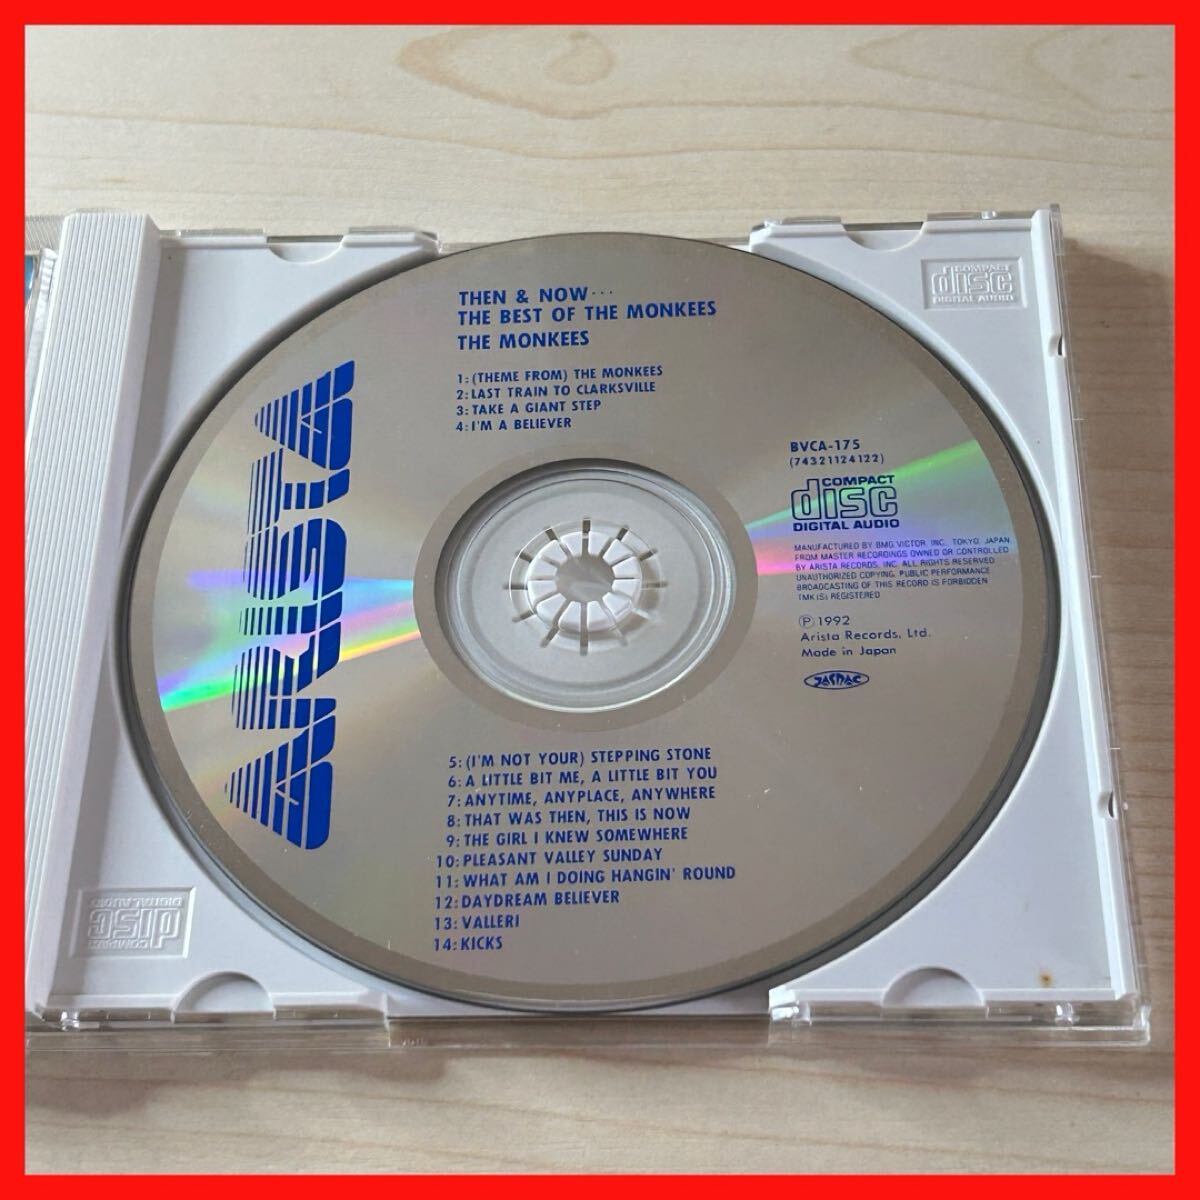 THEN & NOW...
THE BEST OF THE MONKEES
THE MONKEES
1:(THEME FROM) THE MONKEES
2:LAST TRAIN TO CLARKSVILLE
3:TAKE A GIANT STEP
4:I'M A BELIEVER
ARISTA
BVCA-175
(74321124122)
COMPACT
disc
DIGITAL AUDIO
MANUFACTURED BY BMG VICTOR, INC., TOKYO, JAPAN.
FROM MASTER RECORDINGS OWNED OR CONTROLLED
BY ARISTA RECORDS, INC. ALL RIGHTS RESERVED
UNAUTHORIZED COPYING, PUBLIC PERFORMANCE
BROADCASTING OF THIS RECORD IS FORBIDDEN
TMK(S) REGISTERED
Ⓟ1992
Arista Records, Ltd.
Made in Japan
JASRAC
5:(I'M NOT YOUR) STEPPING STONE
6:A LITTLE BIT ME, A LITTLE BIT YOU
7:ANYTIME, ANYPLACE, ANYWHERE
8:THAT WAS THEN, THIS IS NOW
9:THE GIRL I KNEW SOMEWHERE
10:PLEASANT VALLEY SUNDAY
11:WHAT AM I DOING HANGIN' ROUND
12:DAYDREAM BELIEVER
13:VALLERI
14:KICKS
COMPACT
disc
DIGITAL AUDIO
COMPACT
disc
DIGITAL AUDIO